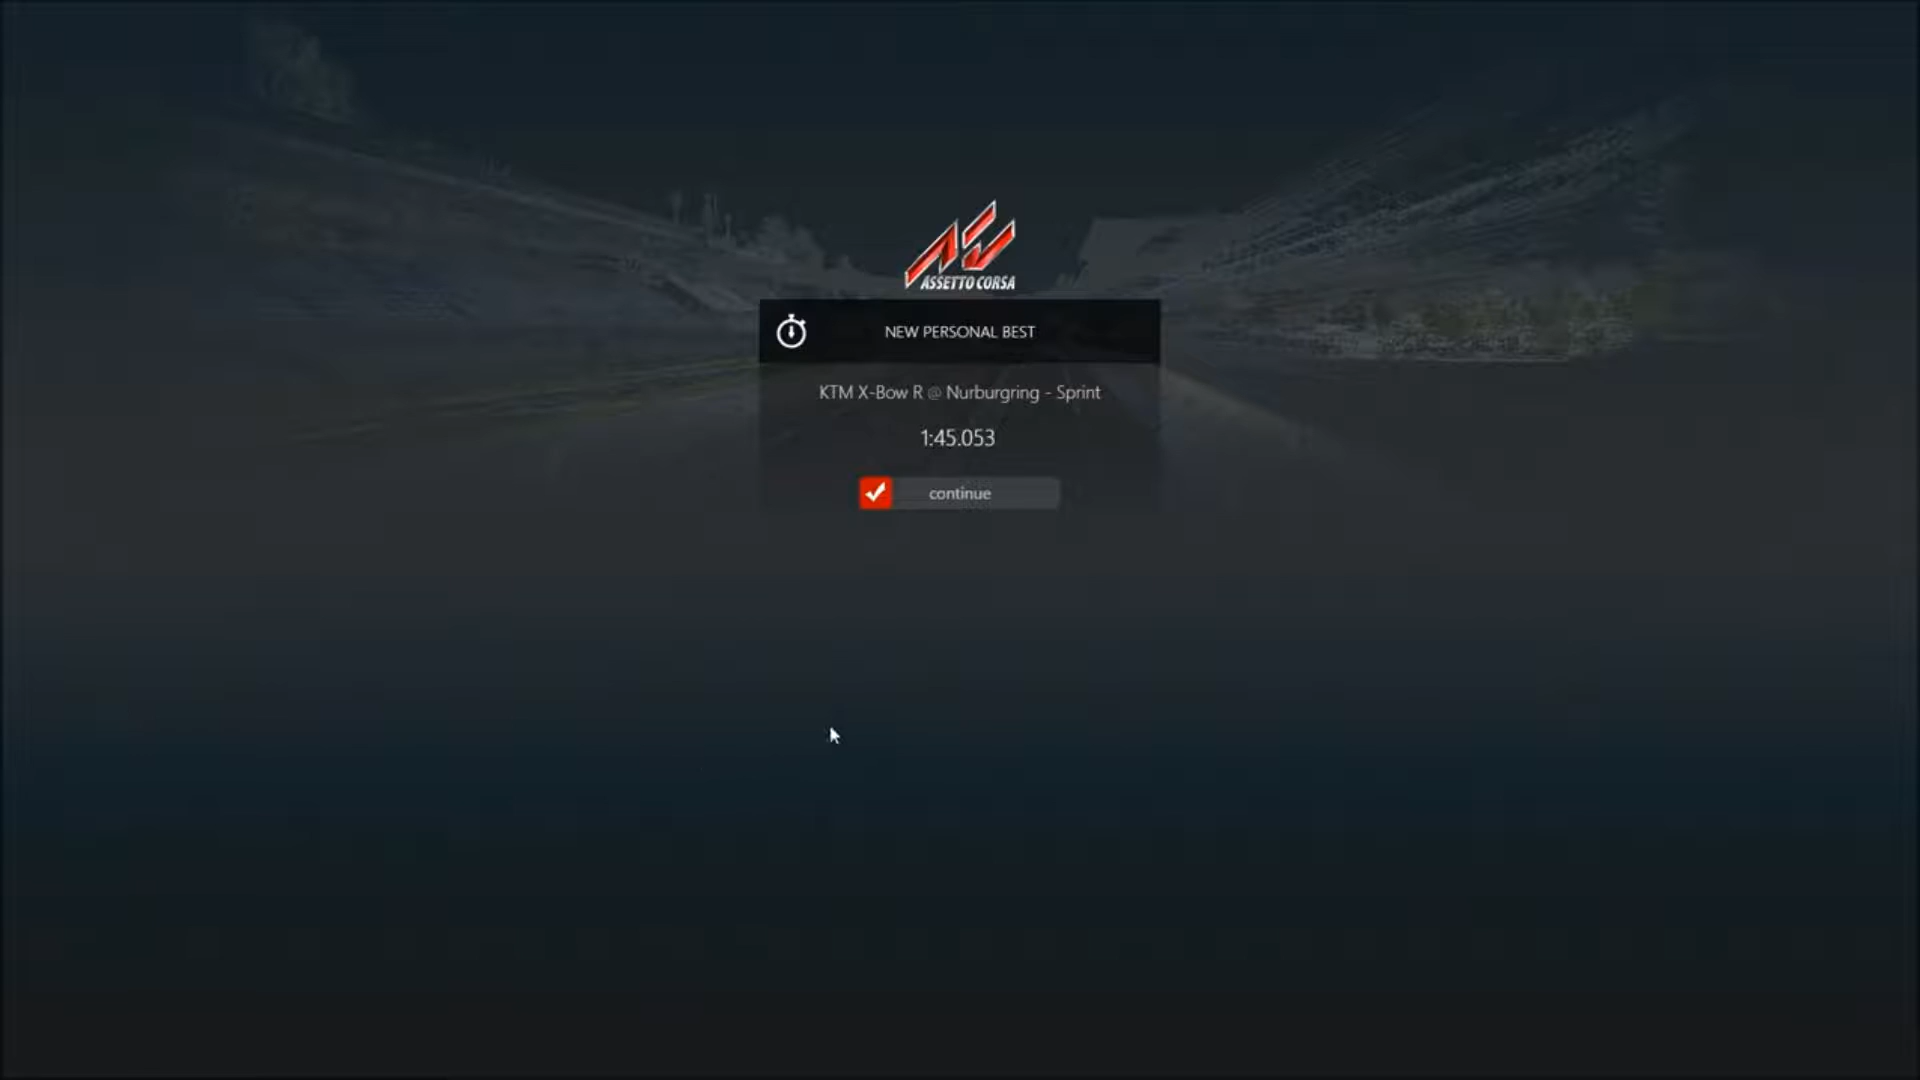 ASSETTO CORSA
NEW PERSONAL BEST
KTM X-Bow R @ Nurburgring - Sprint
1:45.053
continue